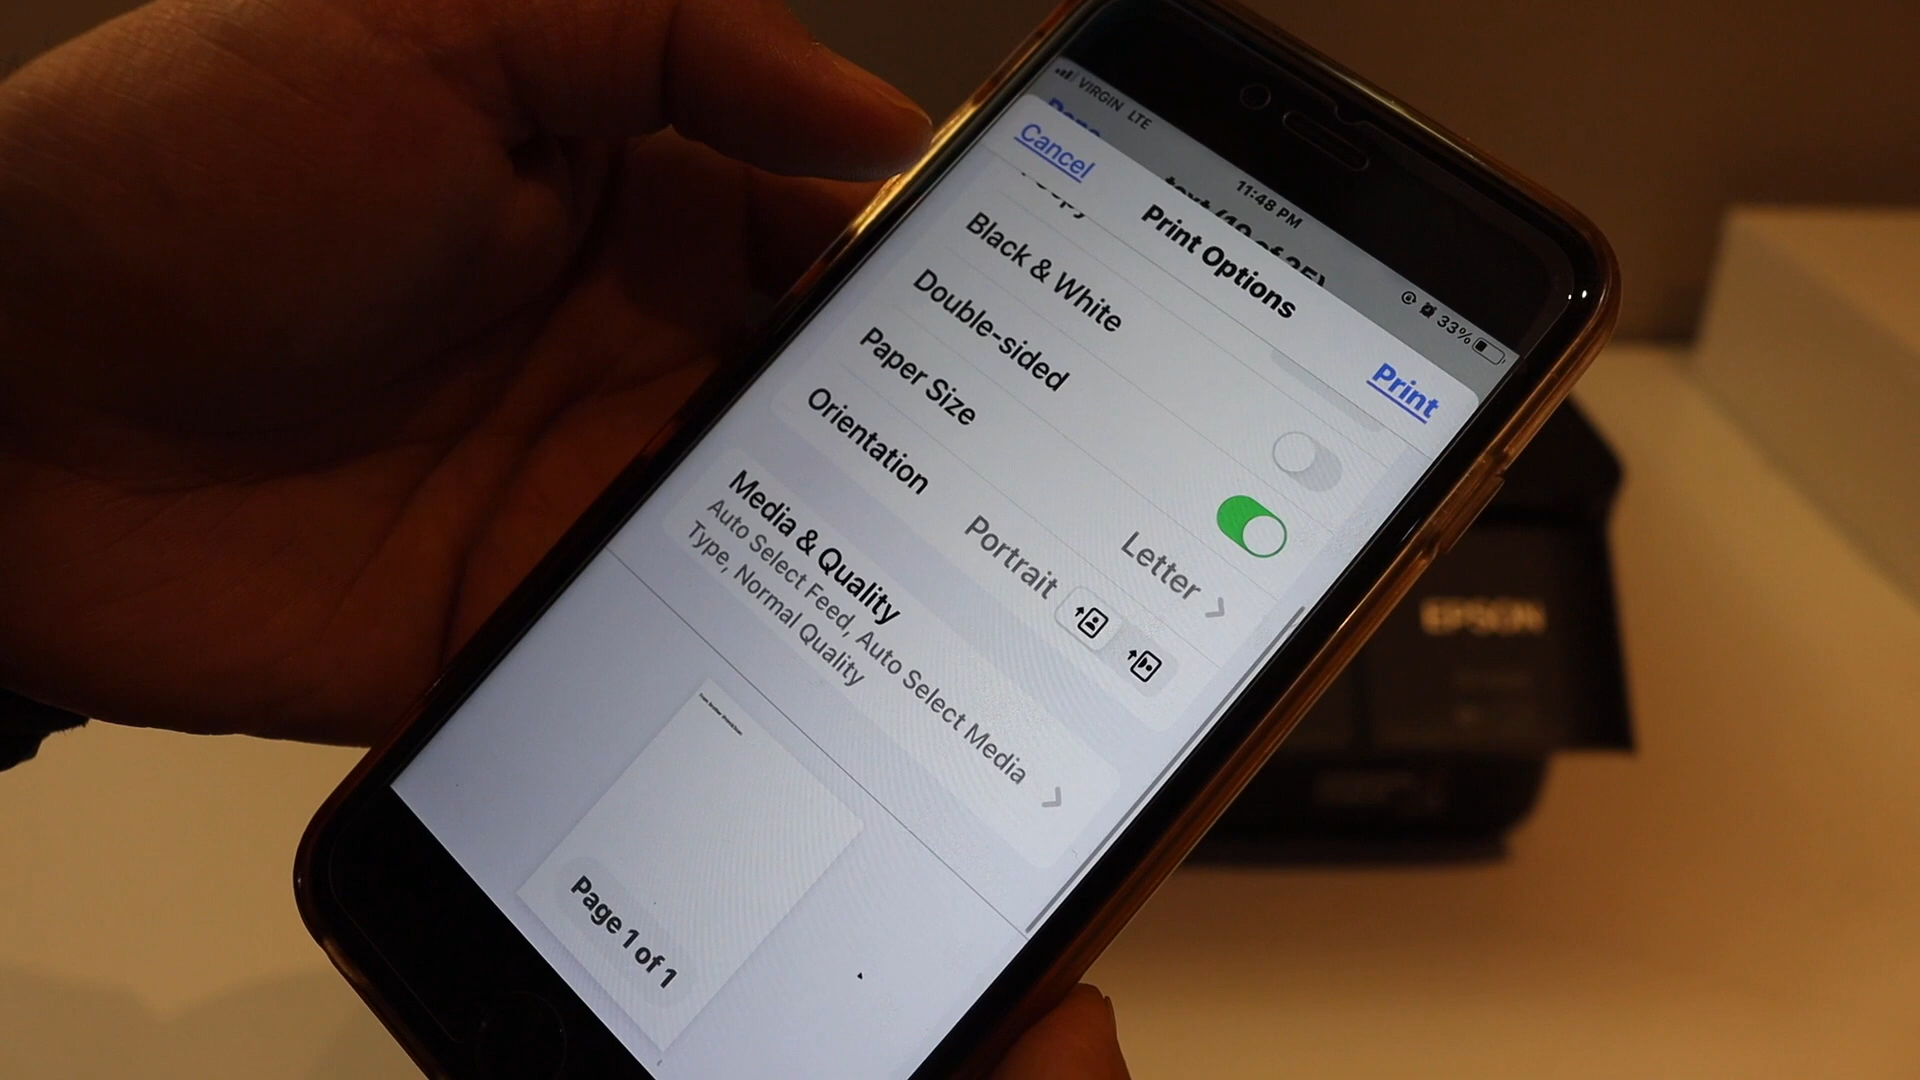 VIRGIN LTE
11:48 PM
33%
Done
Cancel
Print Options
Print
Black & White
Double-sided
Paper Size
Letter
Orientation
Portrait
Media & Quality
Auto Select Feed, Auto Select Media
Type, Normal Quality
Page 1 of 1
EPSON